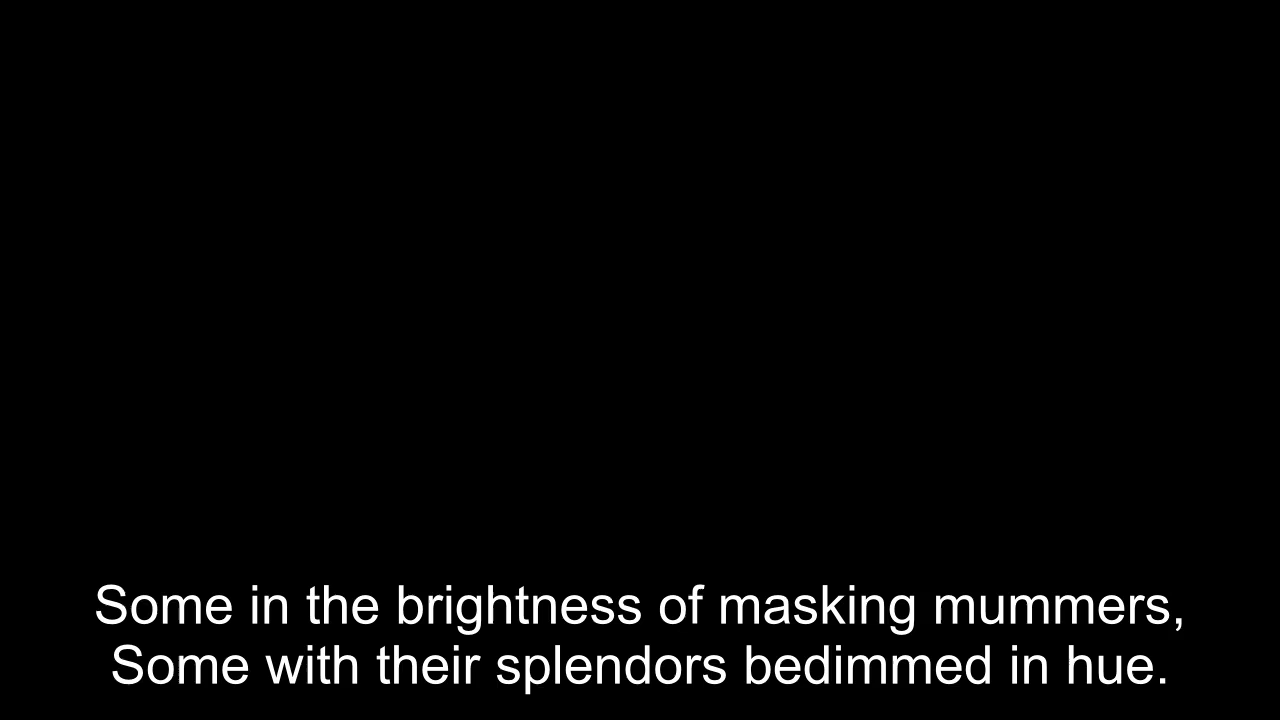 Some in the brightness of masking mummers,
Some with their splendors bedimmed in hue.